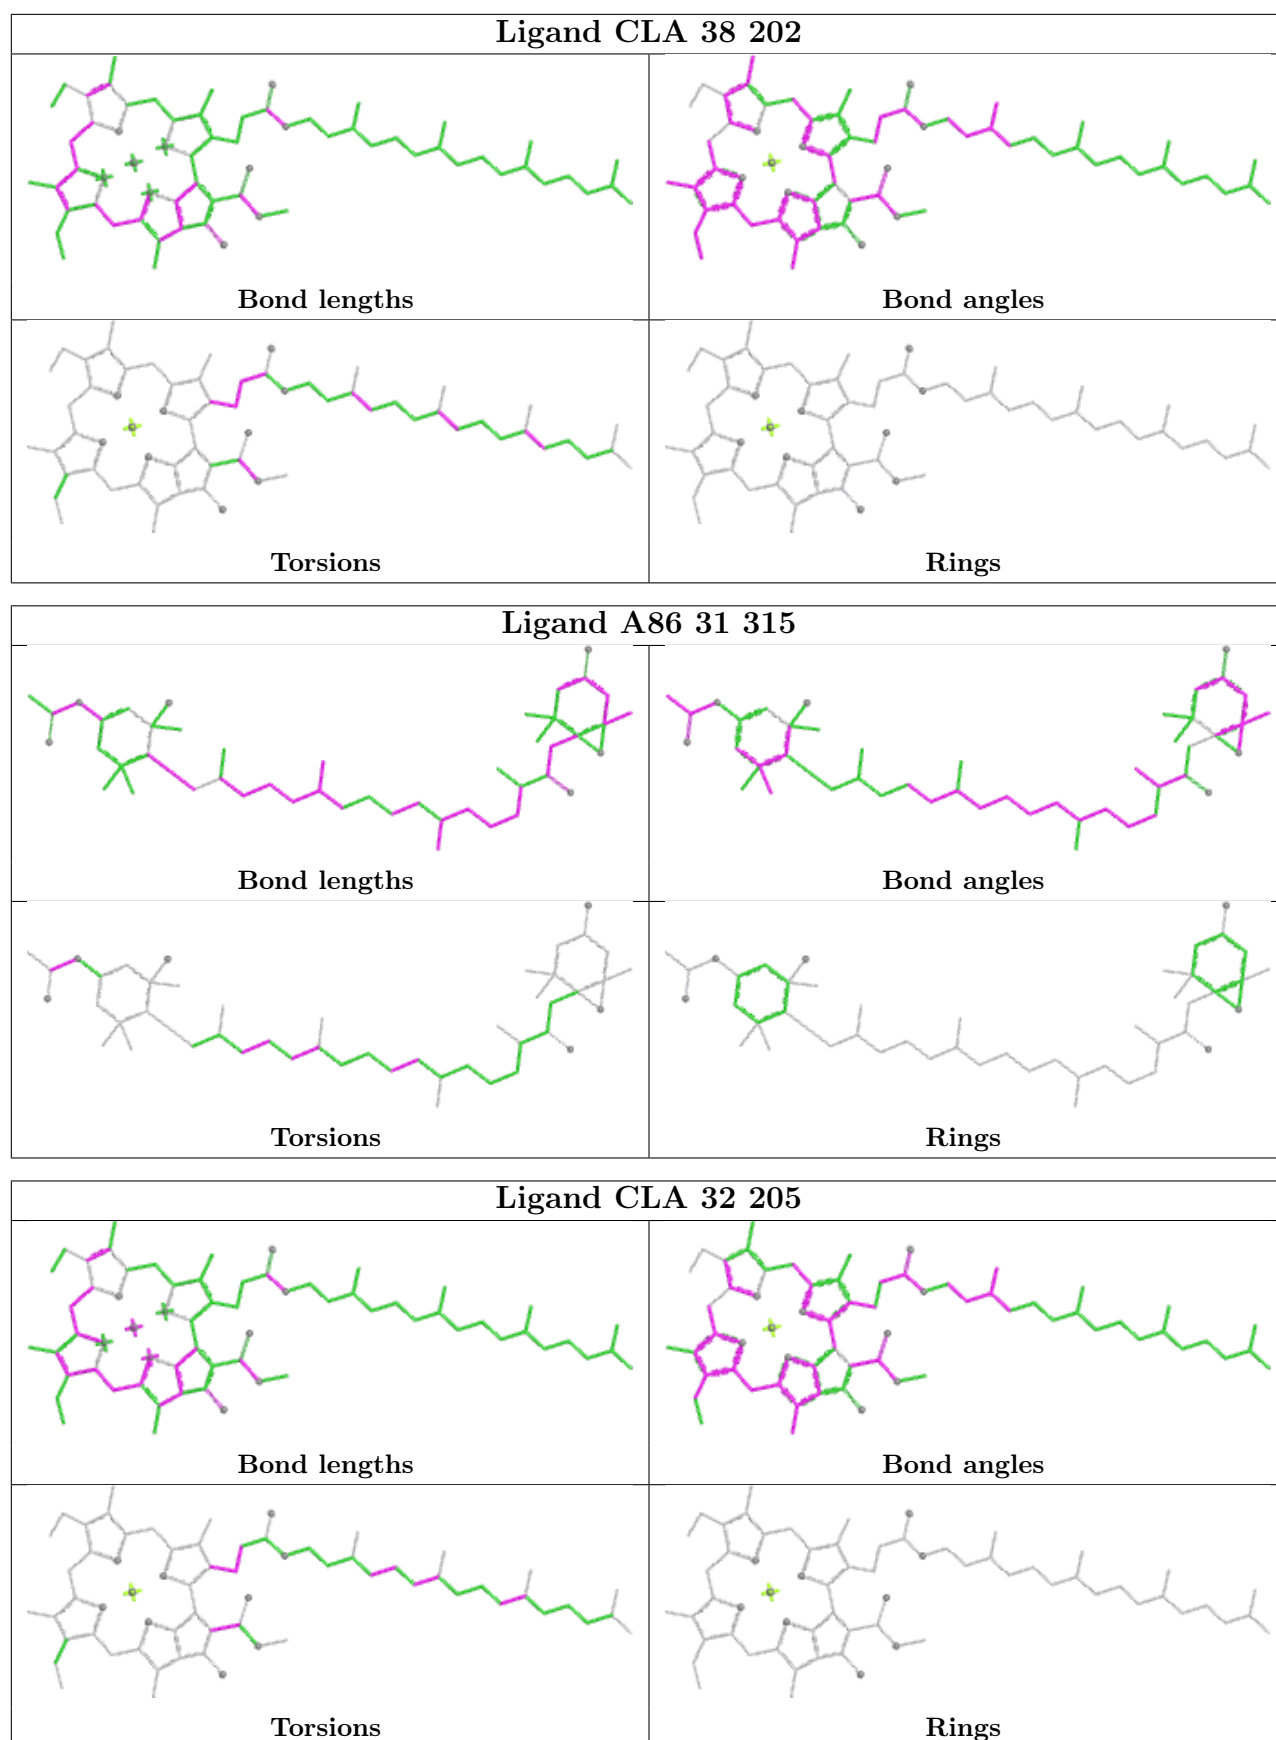 Ligand CLA 38 202
Bond lengths
Bond angles
Torsions
Rings
Ligand A86 31 315
Bond lengths
Bond angles
Torsions
Rings
Ligand CLA 32 205
Bond lengths
Bond angles
Torsions
Rings